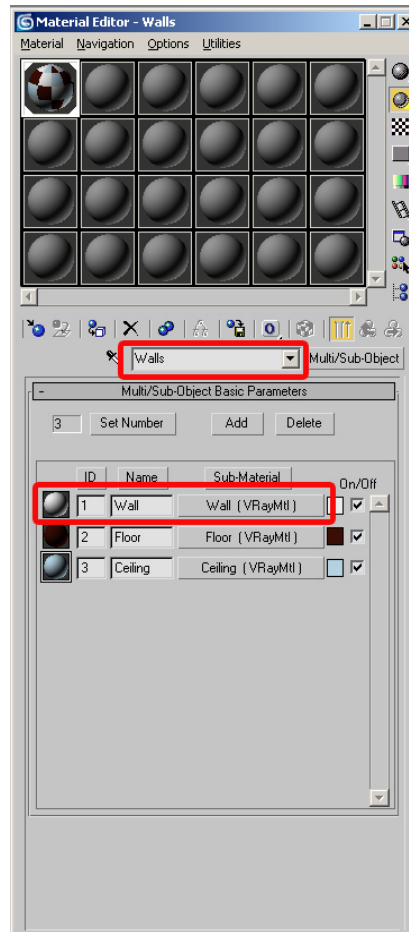 Material Editor - Walls
Material Navigation Options Utilities
Walls Multi/Sub-Object
- Multi/Sub-Object Basic Parameters
3 Set Number Add Delete
ID Name Sub-Material On/Off
1 Wall Wall ( VRayMtl )
2 Floor Floor ( VRayMtl )
3 Ceiling Ceiling ( VRayMtl )